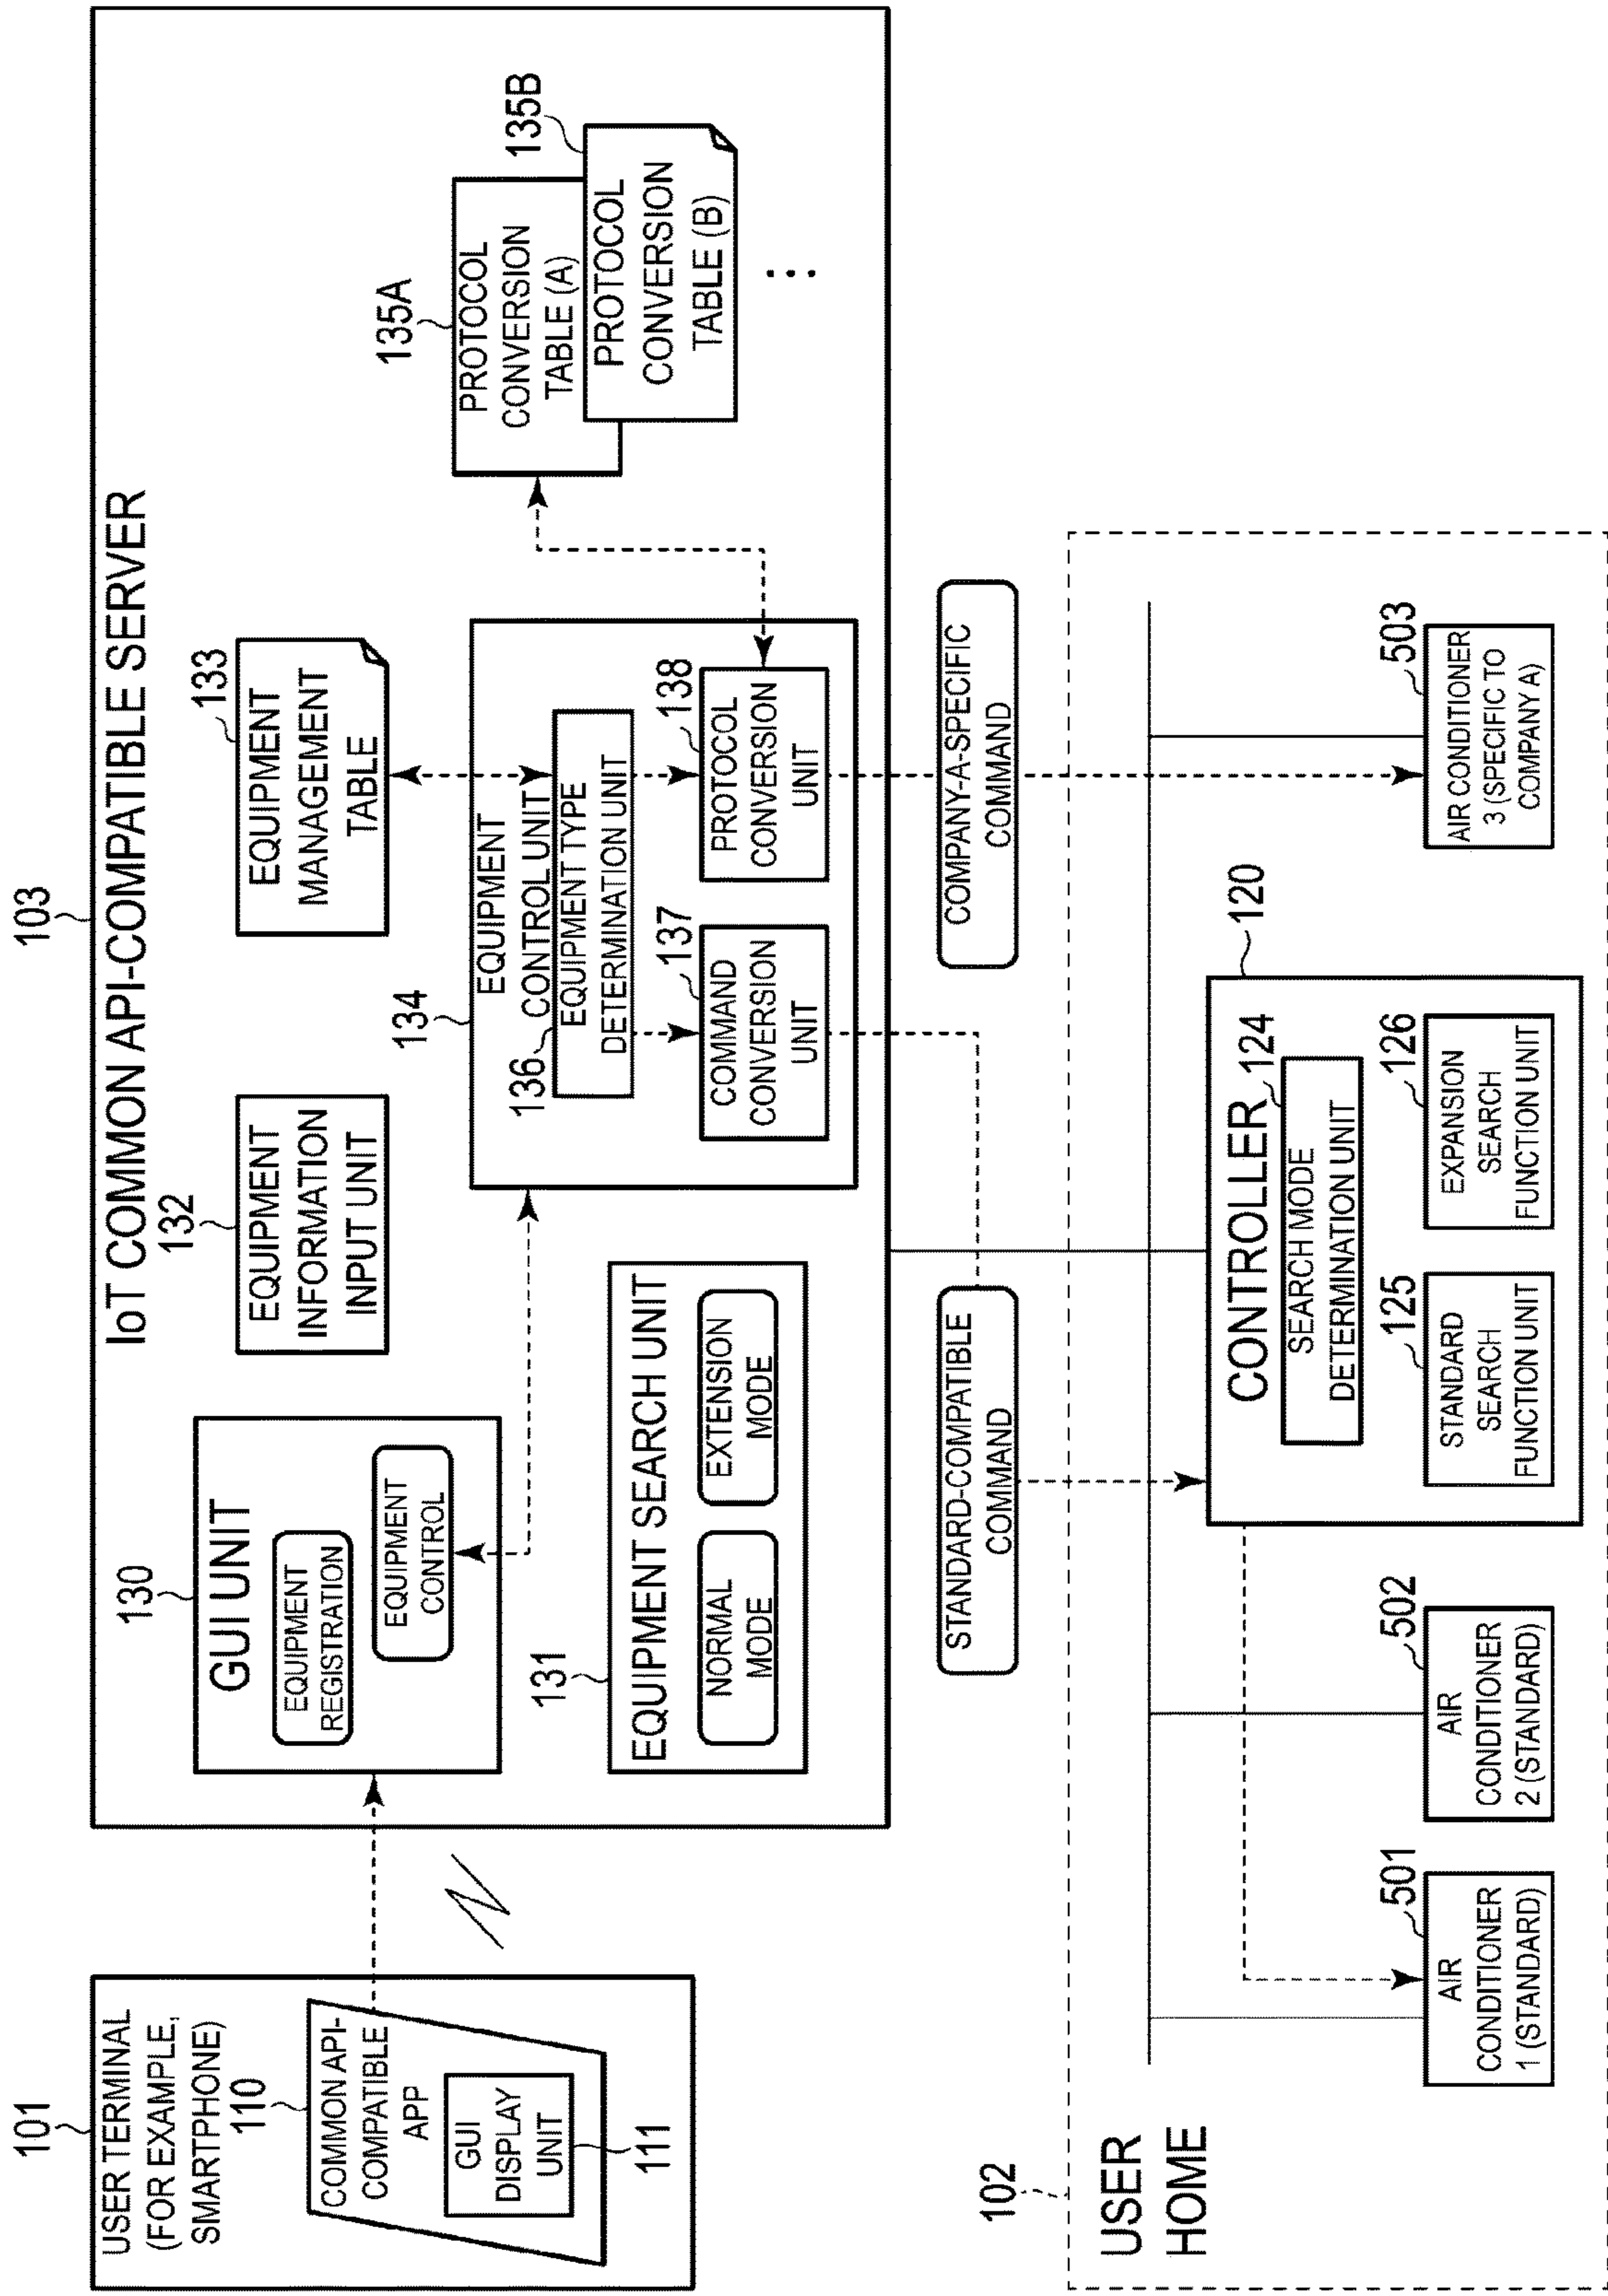 101
USER TERMINAL
(FOR EXAMPLE,
SMARTPHONE)
110
COMMON API-
COMPATIBLE
APP
GUI
DISPLAY
UNIT
111
103
IoT COMMON API-COMPATIBLE SERVER
130
GUI UNIT
EQUIPMENT
REGISTRATION
EQUIPMENT
CONTROL
132
EQUIPMENT
INFORMATION
INPUT UNIT
133
EQUIPMENT
MANAGEMENT
TABLE
131
EQUIPMENT SEARCH UNIT
NORMAL
MODE
EXTENSION
MODE
134
EQUIPMENT
CONTROL UNIT
136
EQUIPMENT TYPE
DETERMINATION UNIT
137
COMMAND
CONVERSION
UNIT
138
PROTOCOL
CONVERSION
UNIT
135A
PROTOCOL
CONVERSION
TABLE (A)
135B
PROTOCOL
CONVERSION
TABLE (B)
...
STANDARD-COMPATIBLE
COMMAND
COMPANY-A-SPECIFIC
COMMAND
102
USER
HOME
501
AIR
CONDITIONER
1 (STANDARD)
502
AIR
CONDITIONER
2 (STANDARD)
120
CONTROLLER
124
SEARCH MODE
DETERMINATION UNIT
125
STANDARD
SEARCH
FUNCTION UNIT
126
EXPANSION
SEARCH
FUNCTION UNIT
503
AIR CONDITIONER
3 (SPECIFIC TO
COMPANY A)